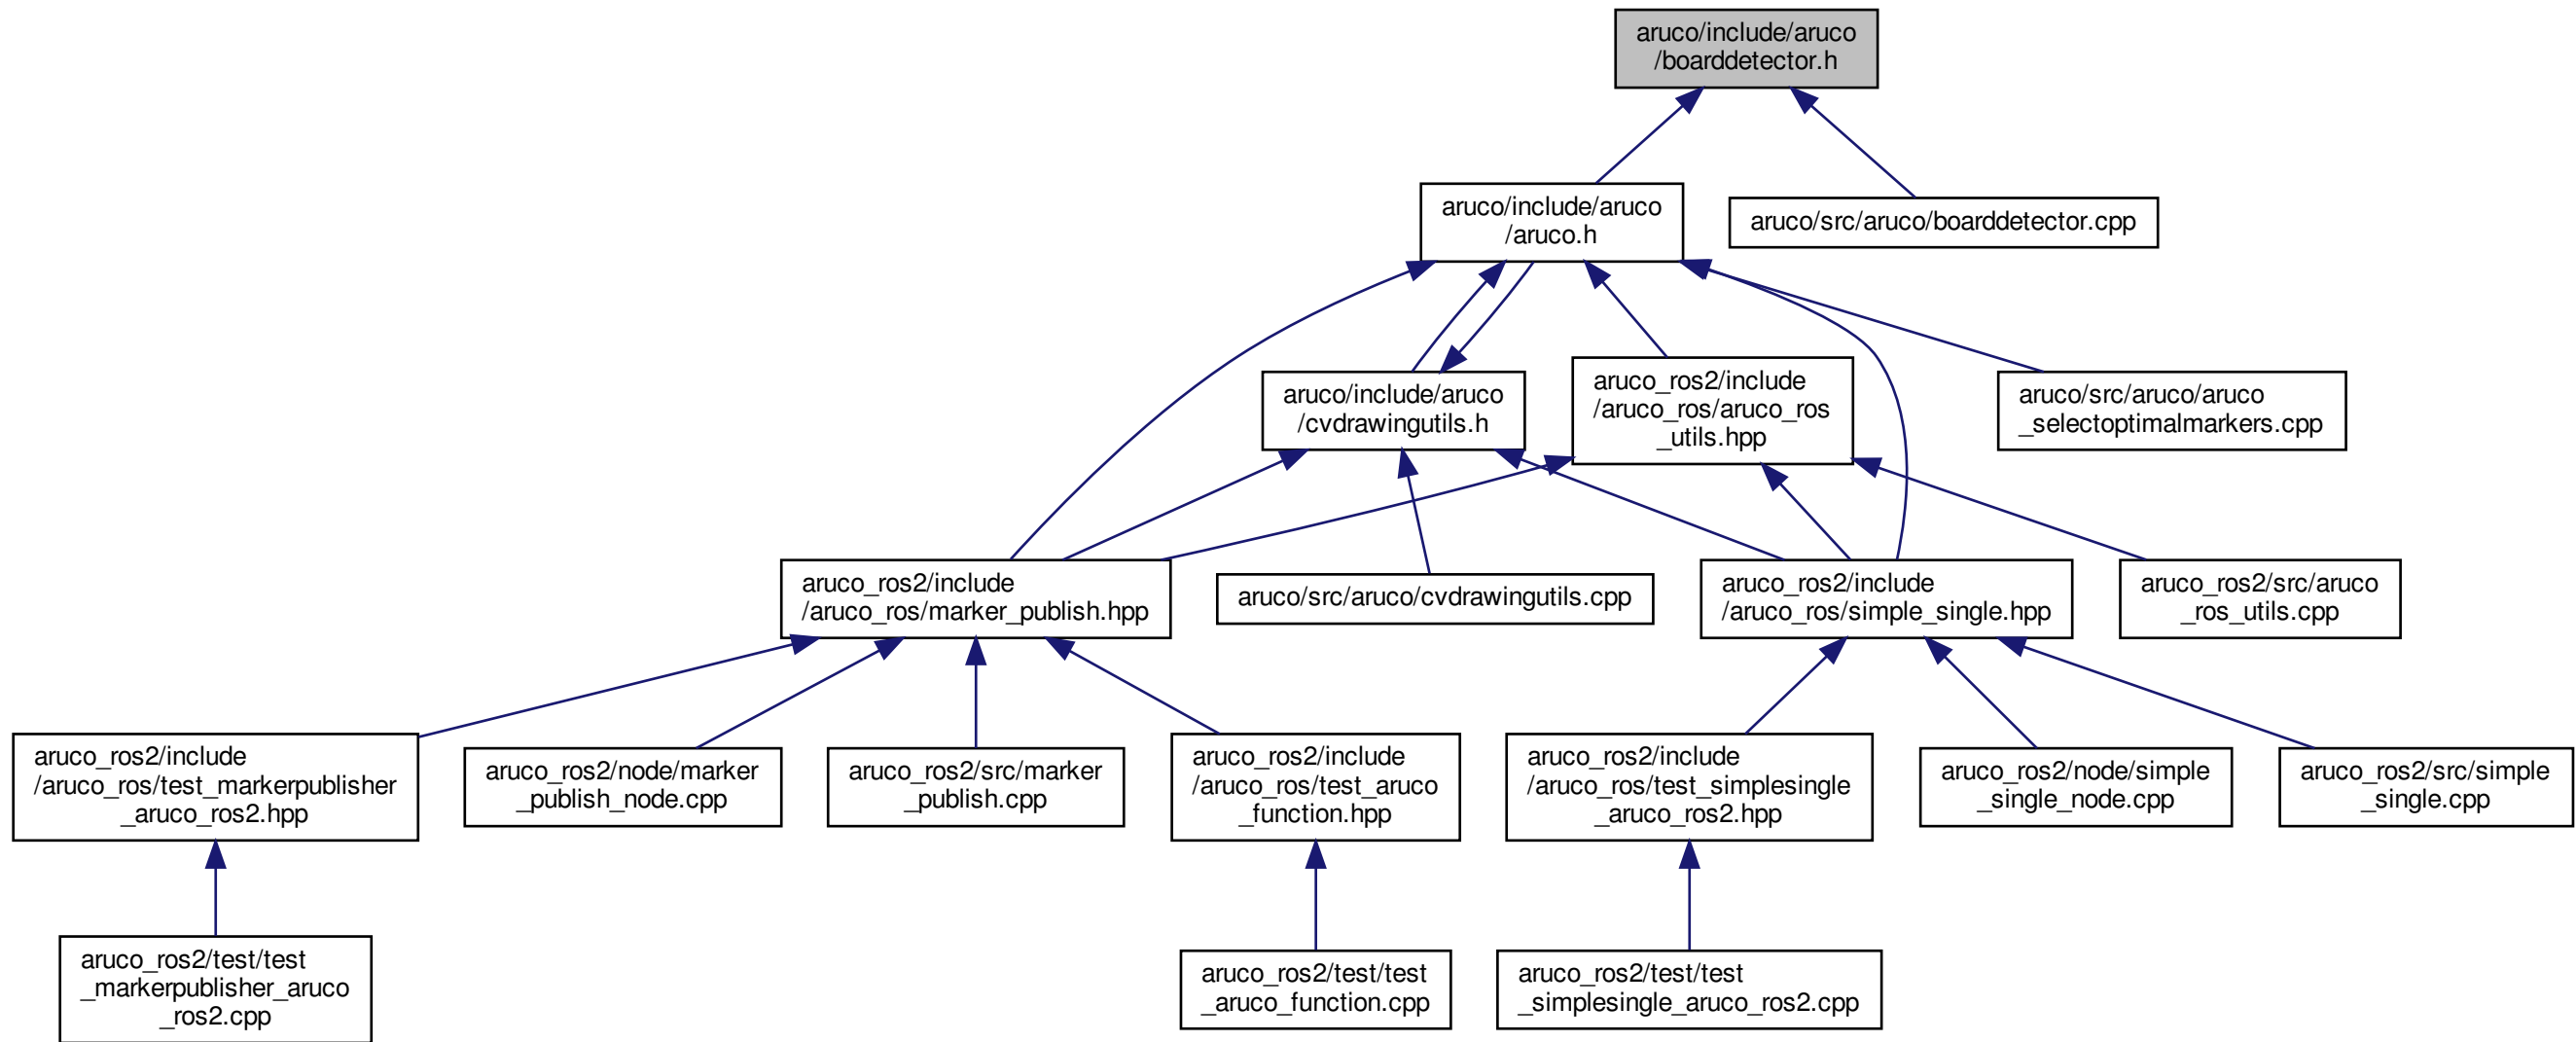 aruco/include/aruco
/boarddetector.h
aruco/include/aruco
/aruco.h
aruco/src/aruco/boarddetector.cpp
aruco/include/aruco
/cvdrawingutils.h
aruco_ros2/include
/aruco_ros/aruco_ros
_utils.hpp
aruco/src/aruco/aruco
_selectoptimalmarkers.cpp
aruco_ros2/include
/aruco_ros/marker_publish.hpp
aruco/src/aruco/cvdrawingutils.cpp
aruco_ros2/include
/aruco_ros/simple_single.hpp
aruco_ros2/src/aruco
_ros_utils.cpp
aruco_ros2/include
/aruco_ros/test_markerpublisher
_aruco_ros2.hpp
aruco_ros2/node/marker
_publish_node.cpp
aruco_ros2/src/marker
_publish.cpp
aruco_ros2/include
/aruco_ros/test_aruco
_function.hpp
aruco_ros2/include
/aruco_ros/test_simplesingle
_aruco_ros2.hpp
aruco_ros2/node/simple
_single_node.cpp
aruco_ros2/src/simple
_single.cpp
aruco_ros2/test/test
_markerpublisher_aruco
_ros2.cpp
aruco_ros2/test/test
_aruco_function.cpp
aruco_ros2/test/test
_simplesingle_aruco_ros2.cpp